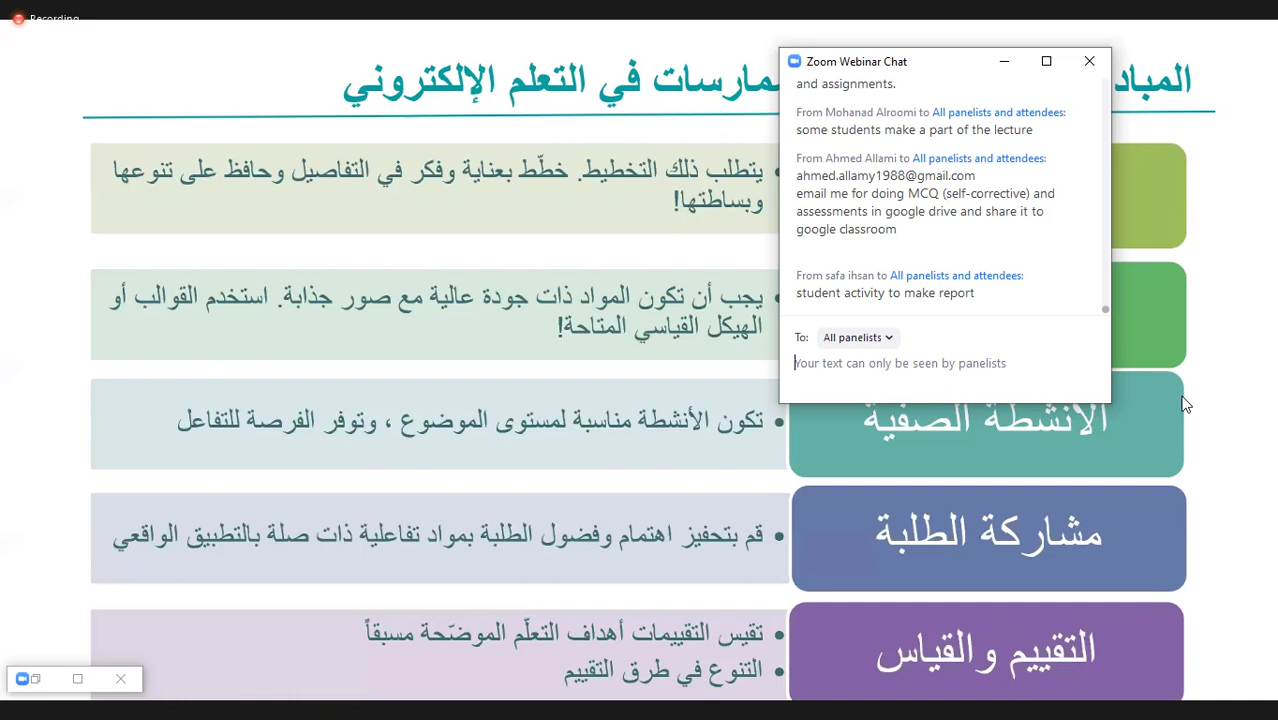 Recording
المباد
مارسات في التعلم الإلكتروني
• يتطلب ذلك التخطيط. خطّط بعناية وفكر في التفاصيل وحافظ على تنوعها
وبساطتها!
• يجب أن تكون المواد ذات جودة عالية مع صور جذابة. استخدم القوالب أو
الهيكل القياسي المتاحة!
الأنشطة الصفية
• تكون الأنشطة مناسبة لمستوى الموضوع ، وتوفر الفرصة للتفاعل
مشاركة الطلبة
• قم بتحفيز اهتمام وفضول الطلبة بمواد تفاعلية ذات صلة بالتطبيق الواقعي
التقييم والقياس
• تقيس التقييمات أهداف التعلّم الموضّحة مسبقاً
• التنوع في طرق التقييم
Zoom Webinar Chat
and assignments.
From Mohanad Alroomi to All panelists and attendees:
some students make a part of the lecture
From Ahmed Allami to All panelists and attendees:
ahmed.allamy1988@gmail.com
email me for doing MCQ (self-corrective) and
assessments in google drive and share it to
google classroom
From safa ihsan to All panelists and attendees:
student activity to make report
To: All panelists
Your text can only be seen by panelists